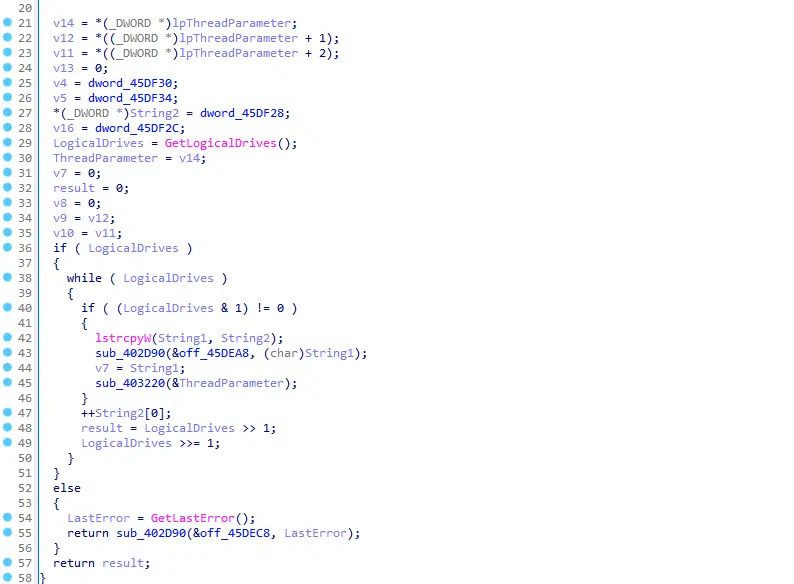 20
21 v14 = *(_DWORD *)lpThreadParameter;
22 v12 = *((_DWORD *)lpThreadParameter + 1);
23 v11 = *((_DWORD *)lpThreadParameter + 2);
24 v13 = 0;
25 v4 = dword_45DF30;
26 v5 = dword_45DF34;
27 *(_DWORD *)String2 = dword_45DF28;
28 v16 = dword_45DF2C;
29 LogicalDrives = GetLogicalDrives();
30 ThreadParameter = v14;
31 v7 = 0;
32 result = 0;
33 v8 = 0;
34 v9 = v12;
35 v10 = v11;
36 if ( LogicalDrives )
37 {
38 while ( LogicalDrives )
39 {
40 if ( (LogicalDrives & 1) != 0 )
41 {
42 lstrcpyW(String1, String2);
43 sub_402D90(&off_45DEA8, (char)String1);
44 v7 = String1;
45 sub_403220(&ThreadParameter);
46 }
47 ++String2[0];
48 result = LogicalDrives >> 1;
49 LogicalDrives >>= 1;
50 }
51 }
52 else
53 {
54 LastError = GetLastError();
55 return sub_402D90(&off_45DEC8, LastError);
56 }
57 return result;
58 }